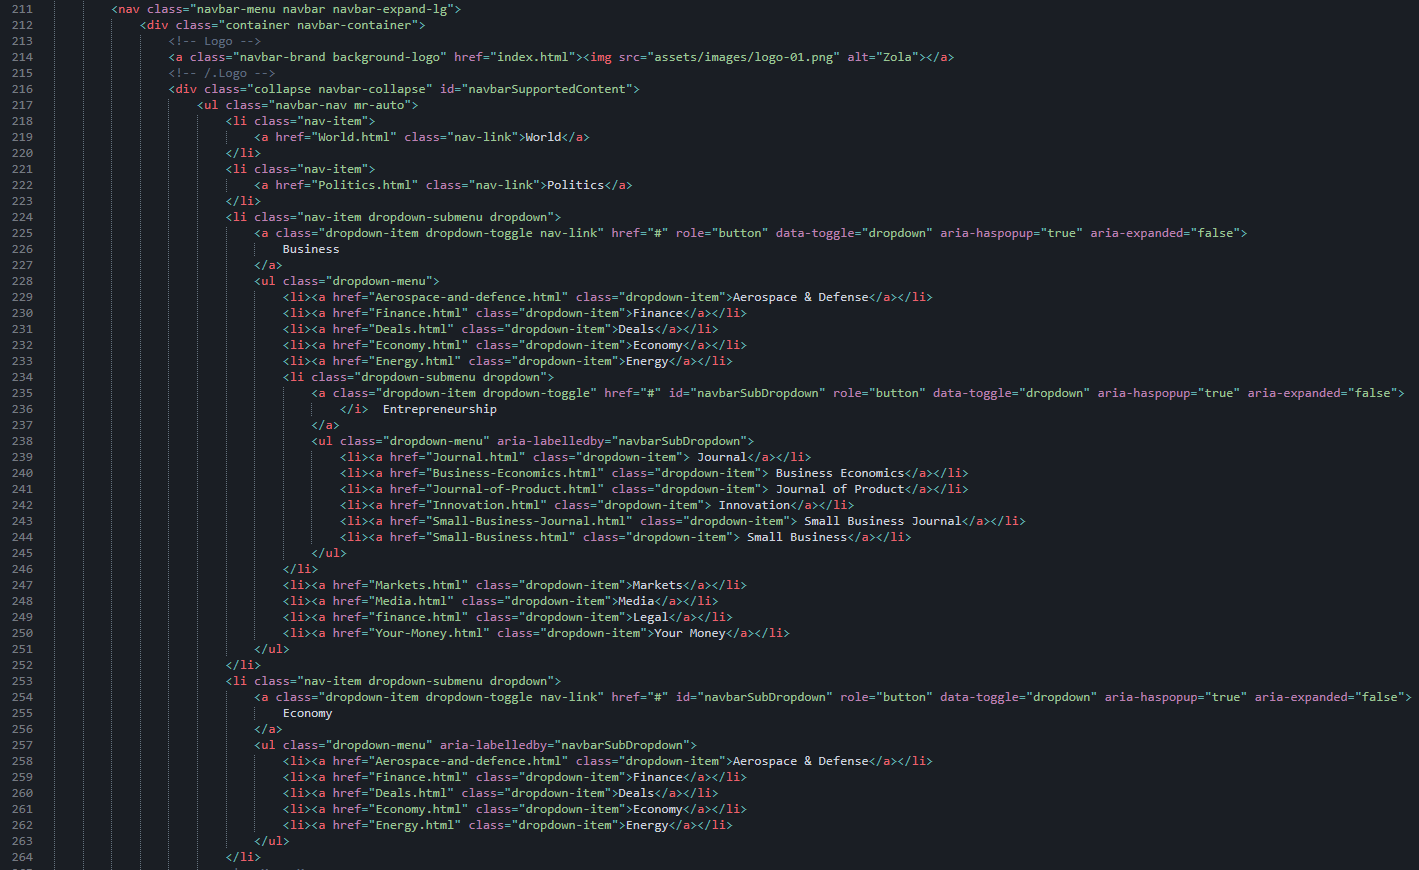 211 <nav class="navbar-menu navbar navbar-expand-lg">
212 <div class="container navbar-container">
213 <!-- Logo -->
214 <a class="navbar-brand background-logo" href="index.html"><img src="assets/images/logo-01.png" alt="Zola"></a>
215 <!-- /.Logo -->
216 <div class="collapse navbar-collapse" id="navbarSupportedContent">
217 <ul class="navbar-nav mr-auto">
218 <li class="nav-item">
219 <a href="World.html" class="nav-link">World</a>
220 </li>
221 <li class="nav-item">
222 <a href="Politics.html" class="nav-link">Politics</a>
223 </li>
224 <li class="nav-item dropdown-submenu dropdown">
225 <a class="dropdown-item dropdown-toggle nav-link" href="#" role="button" data-toggle="dropdown" aria-haspopup="true" aria-expanded="false">
226 Business
227 </a>
228 <ul class="dropdown-menu">
229 <li><a href="Aerospace-and-defence.html" class="dropdown-item">Aerospace & Defense</a></li>
230 <li><a href="Finance.html" class="dropdown-item">Finance</a></li>
231 <li><a href="Deals.html" class="dropdown-item">Deals</a></li>
232 <li><a href="Economy.html" class="dropdown-item">Economy</a></li>
233 <li><a href="Energy.html" class="dropdown-item">Energy</a></li>
234 <li class="dropdown-submenu dropdown">
235 <a class="dropdown-item dropdown-toggle" href="#" id="navbarSubDropdown" role="button" data-toggle="dropdown" aria-haspopup="true" aria-expanded="false">
236 </i>  Entrepreneurship
237 </a>
238 <ul class="dropdown-menu" aria-labelledby="navbarSubDropdown">
239 <li><a href="Journal.html" class="dropdown-item"> Journal</a></li>
240 <li><a href="Business-Economics.html" class="dropdown-item"> Business Economics</a></li>
241 <li><a href="Journal-of-Product.html" class="dropdown-item"> Journal of Product</a></li>
242 <li><a href="Innovation.html" class="dropdown-item"> Innovation</a></li>
243 <li><a href="Small-Business-Journal.html" class="dropdown-item"> Small Business Journal</a></li>
244 <li><a href="Small-Business.html" class="dropdown-item"> Small Business</a></li>
245 </ul>
246 </li>
247 <li><a href="Markets.html" class="dropdown-item">Markets</a></li>
248 <li><a href="Media.html" class="dropdown-item">Media</a></li>
249 <li><a href="finance.html" class="dropdown-item">Legal</a></li>
250 <li><a href="Your-Money.html" class="dropdown-item">Your Money</a></li>
251 </ul>
252 </li>
253 <li class="nav-item dropdown-submenu dropdown">
254 <a class="dropdown-item dropdown-toggle nav-link" href="#" id="navbarSubDropdown" role="button" data-toggle="dropdown" aria-haspopup="true" aria-expanded="false">
255 Economy
256 </a>
257 <ul class="dropdown-menu" aria-labelledby="navbarSubDropdown">
258 <li><a href="Aerospace-and-defence.html" class="dropdown-item">Aerospace & Defense</a></li>
259 <li><a href="Finance.html" class="dropdown-item">Finance</a></li>
260 <li><a href="Deals.html" class="dropdown-item">Deals</a></li>
261 <li><a href="Economy.html" class="dropdown-item">Economy</a></li>
262 <li><a href="Energy.html" class="dropdown-item">Energy</a></li>
263 </ul>
264 </li>